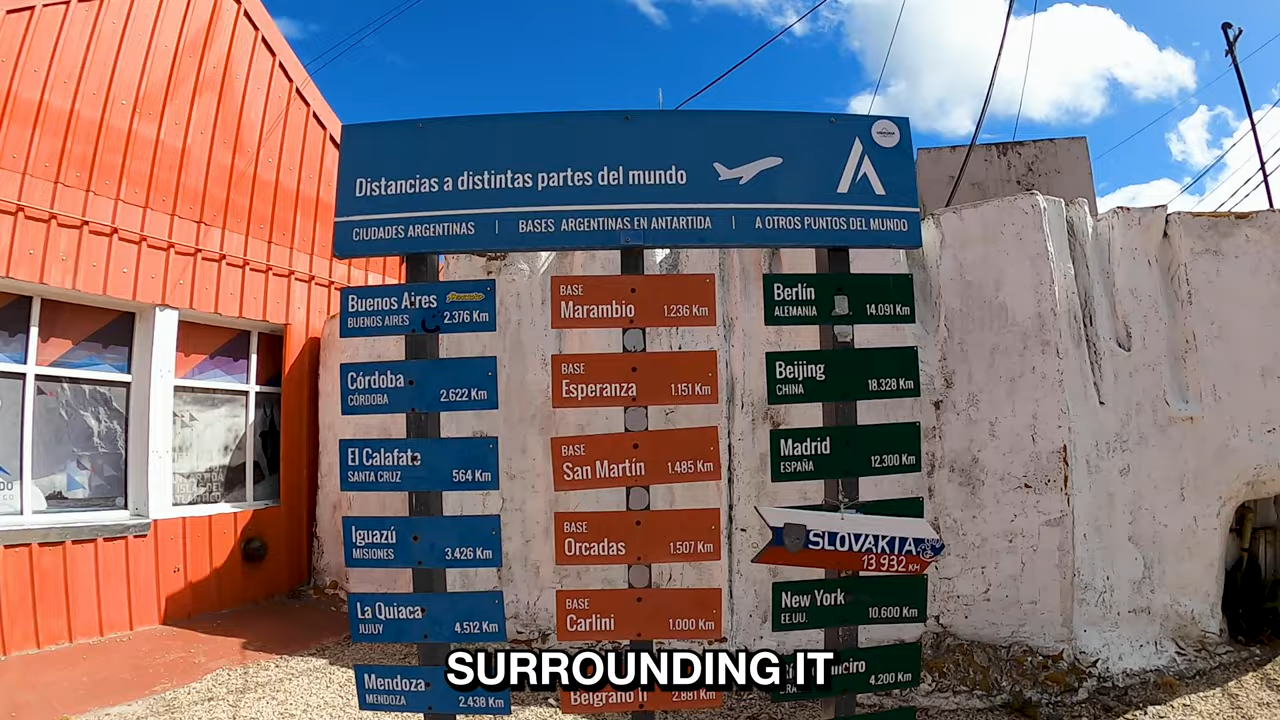 Distancias a distintas partes del mundo
CIUDADES ARGENTINAS | BASES ARGENTINAS EN ANTARTIDA | A OTROS PUNTOS DEL MUNDO
Buenos Aires
BUENOS AIRES 2.376 Km
Córdoba
CÓRDOBA 2.622 Km
El Calafate
SANTA CRUZ 564 Km
Iguazú
MISIONES 3.426 Km
La Quiaca
JUJUY 4.512 Km
Mendoza
MENDOZA 2.438 Km
BASE
Marambio 1.236 Km
BASE
Esperanza 1.151 Km
BASE
San Martín 1.485 Km
BASE
Orcadas 1.507 Km
BASE
Carlini 1.000 Km
Belgrano II 2.881 Km
Berlín
ALEMANIA 14.091 Km
Beijing
CHINA 18.328 Km
Madrid
ESPAÑA 12.300 Km
SLOVAKIA
13 932 KM
New York
EE.UU. 10.600 Km
4.200 Km
SURROUNDING IT